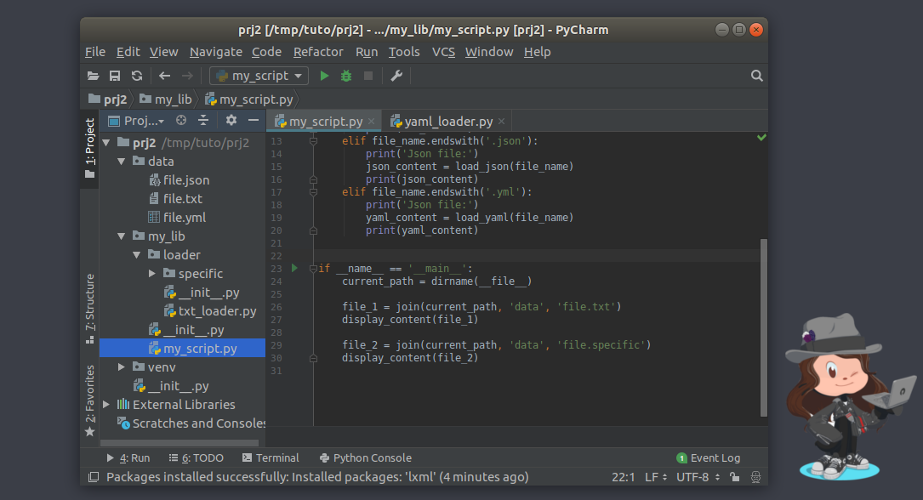 prj2 [/tmp/tuto/prj2] - .../my_lib/my_script.py [prj2] - PyCharm
File Edit View Navigate Code Refactor Run Tools VCS Window Help
my_script
prj2 my_lib my_script.py
1: Project
7: Structure
2: Favorites
Proj...
prj2 /tmp/tuto/prj2
data
file.json
file.txt
file.yml
my_lib
loader
specific
__init__.py
txt_loader.py
__init__.py
my_script.py
venv
__init__.py
External Libraries
Scratches and Consoles
my_script.py yaml_loader.py
13 elif file_name.endswith('.json'):
14 print('Json file:')
15 json_content = load_json(file_name)
16 print(json_content)
17 elif file_name.endswith('.yml'):
18 print('Json file:')
19 yaml_content = load_yaml(file_name)
20 print(yaml_content)
21
22
23 if __name__ == '__main__':
24 current_path = dirname(__file__)
25
26 file_1 = join(current_path, 'data', 'file.txt')
27 display_content(file_1)
28
29 file_2 = join(current_path, 'data', 'file.specific')
30 display_content(file_2)
31
4: Run 6: TODO Terminal Python Console 1 Event Log
Packages installed successfully: Installed packages: 'lxml' (4 minutes ago) 22:1 LF UTF-8